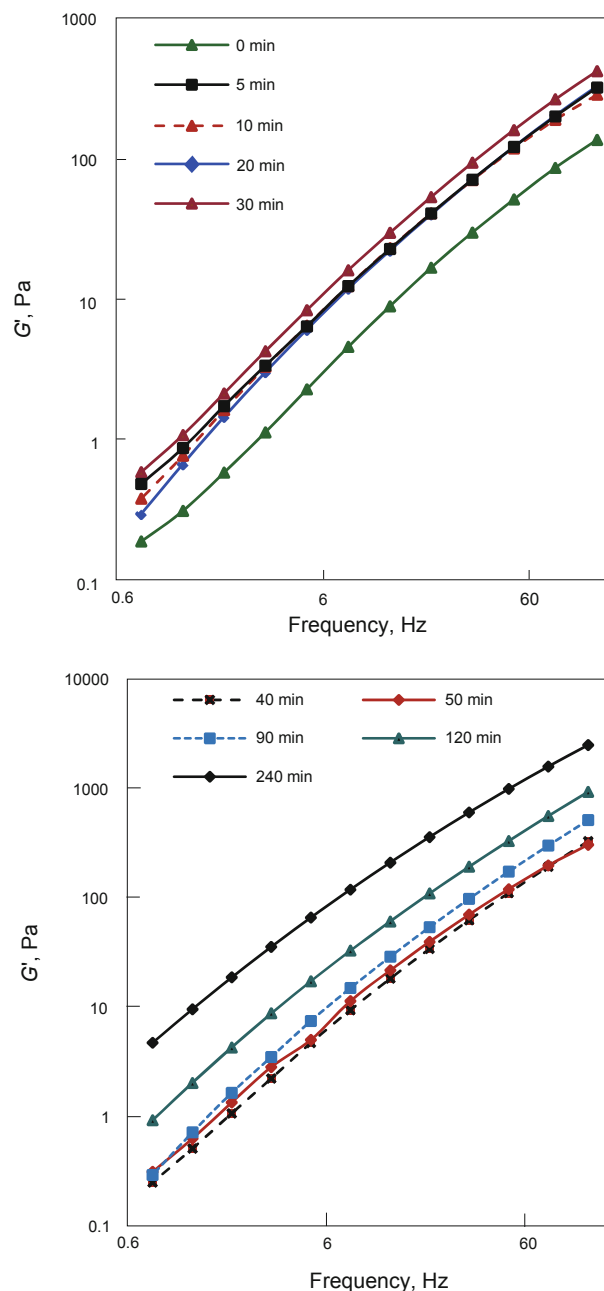 1000
0 min
5 min
10 min
20 min
30 min
100
10
1
0.1
G', Pa
0.6
6
60
Frequency, Hz
10000
40 min
50 min
90 min
120 min
240 min
1000
100
10
1
0.1
G', Pa
0.6
6
60
Frequency, Hz